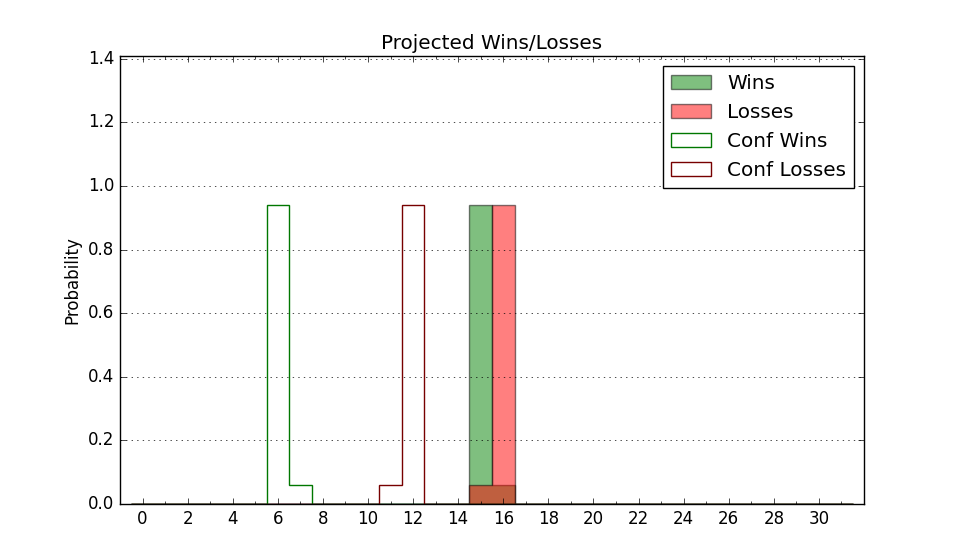 Projected Wins/Losses
1.4
1.2
1.0
0.8
0.6
0.4
0.2
0.0
Probability
Wins
Losses
Conf Wins
Conf Losses
0 2 4 6 8 10 12 14 16 18 20 22 24 26 28 30